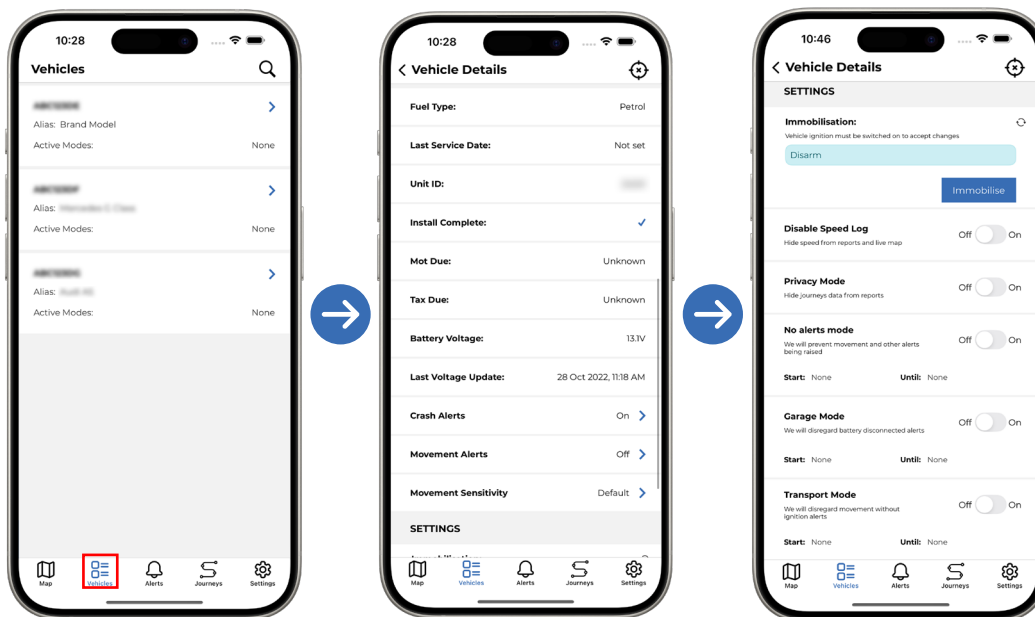 10:28
Vehicles
Alias: Brand Model
Active Modes: None
Alias:
Active Modes: None
Alias:
Active Modes: None
Map Vehicles Alerts Journeys Settings
10:28
Vehicle Details
Fuel Type: Petrol
Last Service Date: Not set
Unit ID:
Install Complete:
Mot Due: Unknown
Tax Due: Unknown
Battery Voltage: 13.1V
Last Voltage Update: 28 Oct 2022, 11:18 AM
Crash Alerts On
Movement Alerts Off
Movement Sensitivity Default
SETTINGS
Map Vehicles Alerts Journeys Settings
10:46
Vehicle Details
SETTINGS
Immobilisation:
Vehicle ignition must be switched on to accept changes
Disarm
Immobilise
Disable Speed Log Off On
Hide speed from reports and live map
Privacy Mode Off On
Hide journeys data from reports
No alerts mode Off On
We will prevent movement and other alerts
being raised
Start: None Until: None
Garage Mode Off On
We will disregard battery disconnected alerts
Start: None Until: None
Transport Mode Off On
We will disregard movement without
ignition alerts
Start: None Until: None
Map Vehicles Alerts Journeys Settings